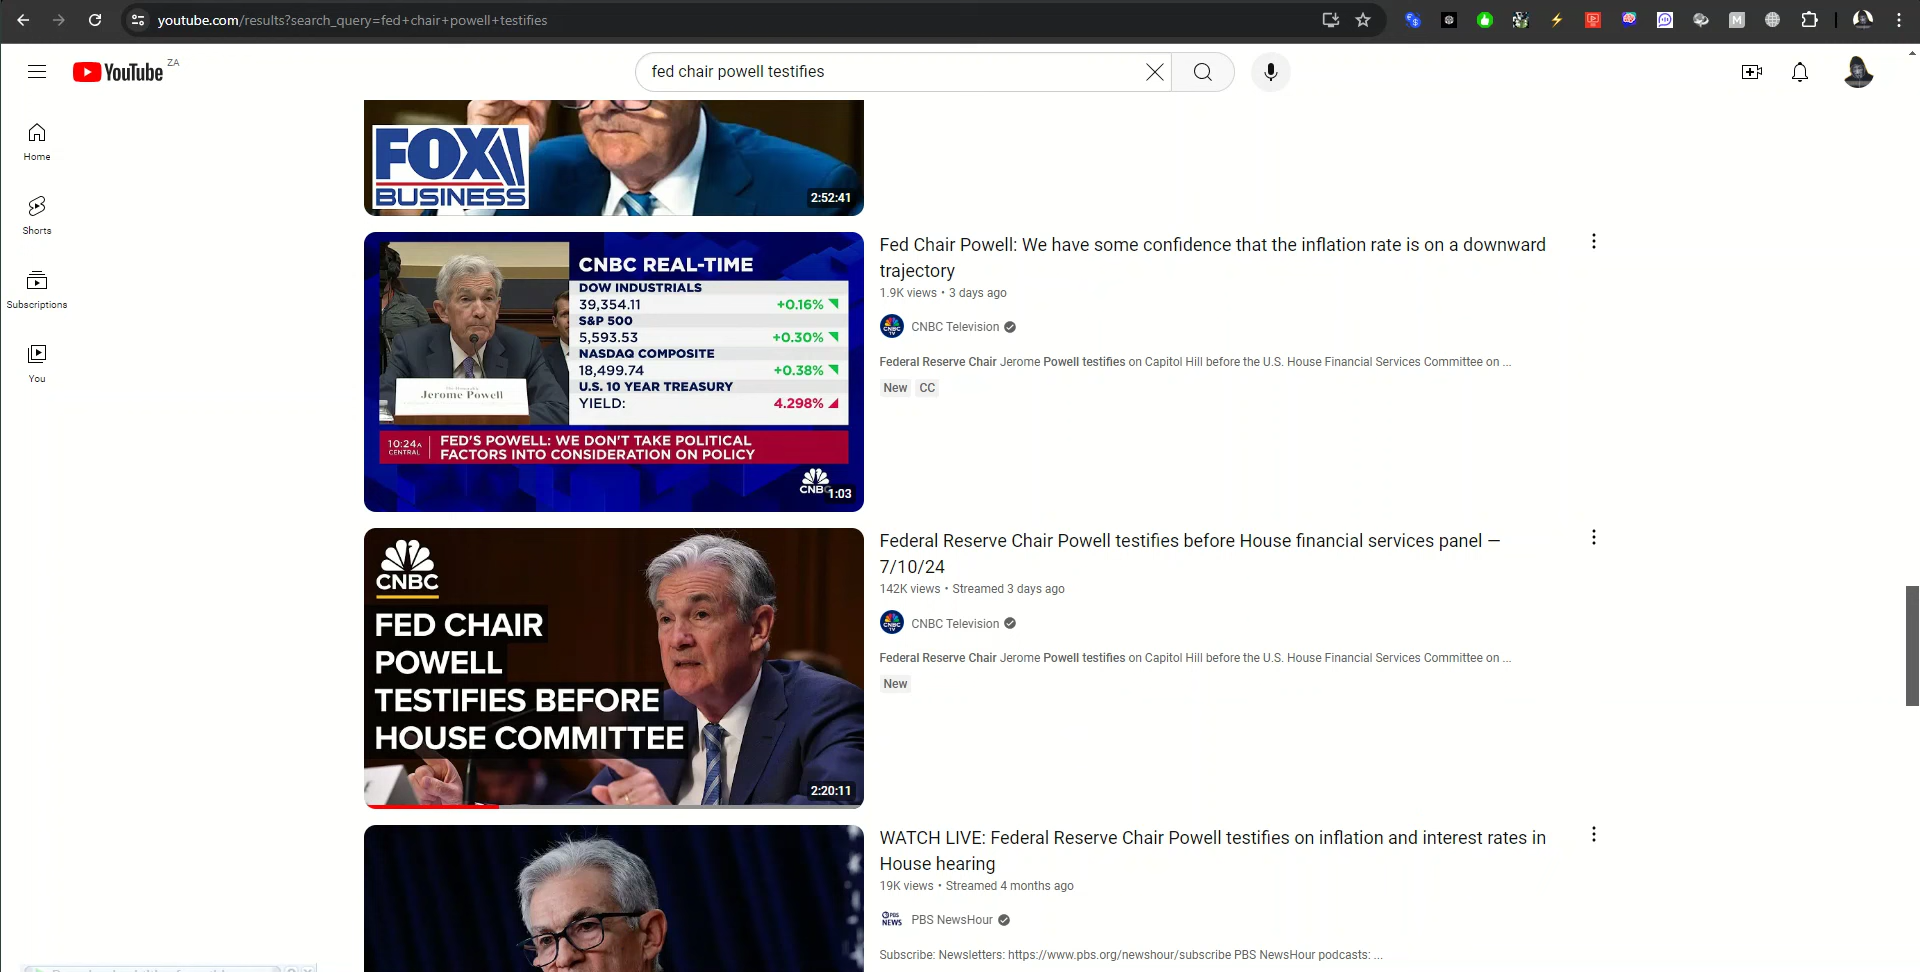 youtube.com/results?search_query=fed+chair+powell+testifies
YouTube ZA
fed chair powell testifies
Home
Shorts
Subscriptions
You
FOX
BUSINESS
2:52:41
CNBC REAL-TIME
DOW INDUSTRIALS
39,354.11 +0.16%
S&P 500
5,593.53 +0.30%
NASDAQ COMPOSITE
18,499.74 +0.38%
U.S. 10 YEAR TREASURY
YIELD: 4.298%
Jerome Powell
10:24A
CENTRAL
FED'S POWELL: WE DON'T TAKE POLITICAL
FACTORS INTO CONSIDERATION ON POLICY
CNBC
1:03
Fed Chair Powell: We have some confidence that the inflation rate is on a downward
trajectory
1.9K views • 3 days ago
CNBC Television
Federal Reserve Chair Jerome Powell testifies on Capitol Hill before the U.S. House Financial Services Committee on ...
New CC
CNBC
FED CHAIR
POWELL
TESTIFIES BEFORE
HOUSE COMMITTEE
2:20:11
Federal Reserve Chair Powell testifies before House financial services panel —
7/10/24
142K views • Streamed 3 days ago
CNBC Television
Federal Reserve Chair Jerome Powell testifies on Capitol Hill before the U.S. House Financial Services Committee on ...
New
WATCH LIVE: Federal Reserve Chair Powell testifies on inflation and interest rates in
House hearing
19K views • Streamed 4 months ago
PBS NEWS
PBS NewsHour
Subscribe: Newsletters: https://www.pbs.org/newshour/subscribe PBS NewsHour podcasts: ...